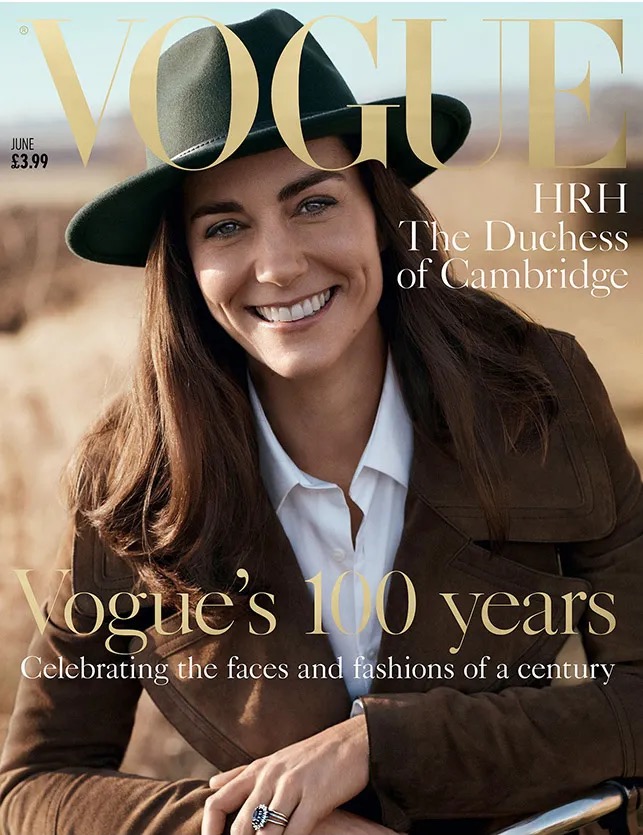 ®
VOGUE
JUNE
£3.99
HRH
The Duchess
of Cambridge
Vogue's 100 years
Celebrating the faces and fashions of a century